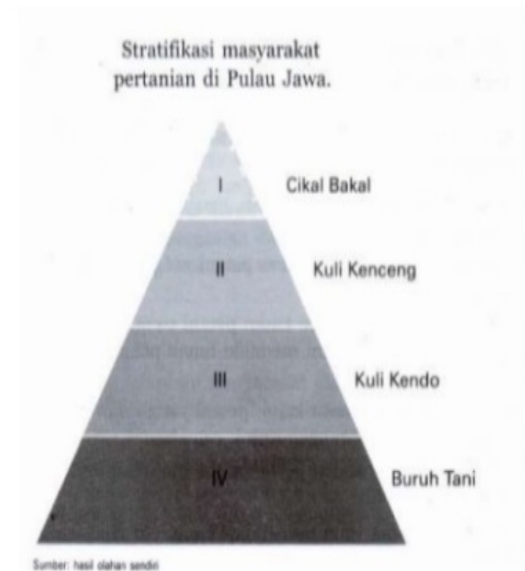 Stratifikasi masyarakat
pertanian di Pulau Jawa.
I
Cikal Bakal
II
Kuli Kenceng
III
Kuli Kendo
IV
Buruh Tani
Sumber: hasil olahan sendiri